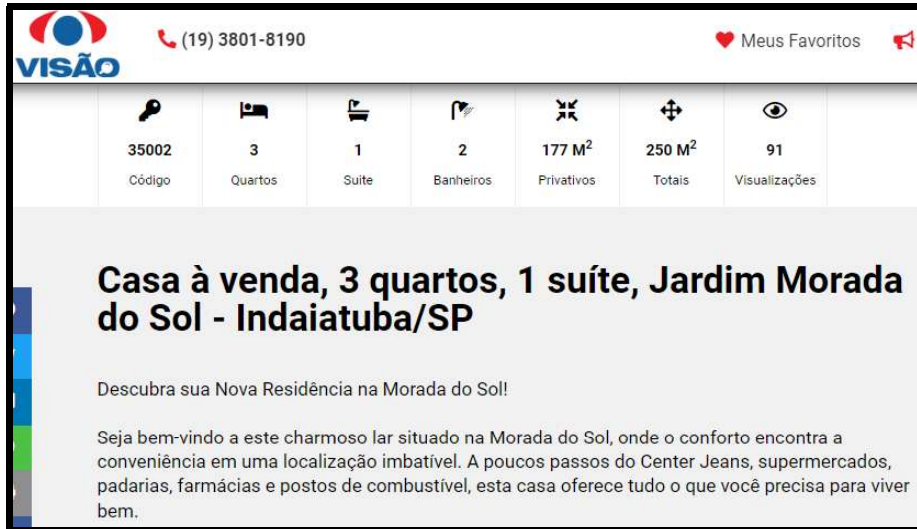 VISÃO
(19) 3801-8190
Meus Favoritos
35002
Código
3
Quartos
1
Suite
2
Banheiros
177 M²
Privativos
250 M²
Totais
91
Visualizações
Casa à venda, 3 quartos, 1 suíte, Jardim Morada
do Sol - Indaiatuba/SP
Descubra sua Nova Residência na Morada do Sol!
Seja bem-vindo a este charmoso lar situado na Morada do Sol, onde o conforto encontra a
conveniência em uma localização imbatível. A poucos passos do Center Jeans, supermercados,
padarias, farmácias e postos de combustível, esta casa oferece tudo o que você precisa para viver
bem.